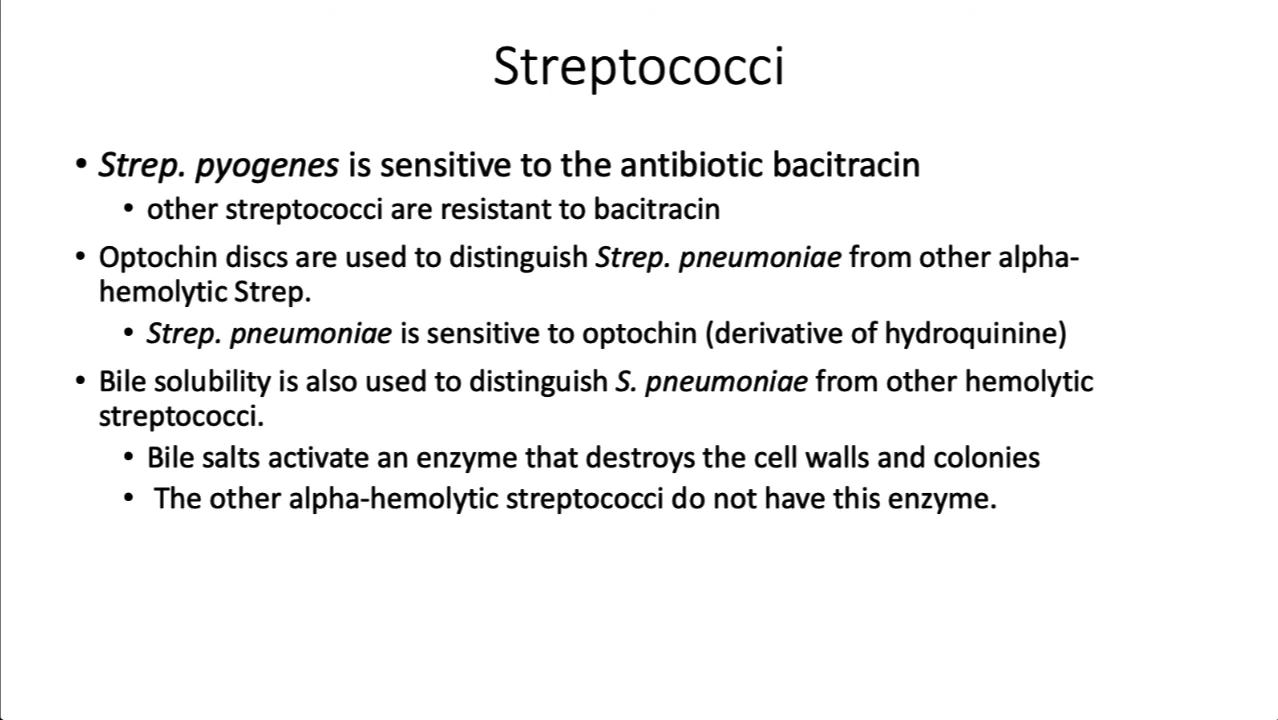 Streptococci
• Strep. pyogenes is sensitive to the antibiotic bacitracin
• other streptococci are resistant to bacitracin
• Optochin discs are used to distinguish Strep. pneumoniae from other alpha-
hemolytic Strep.
• Strep. pneumoniae is sensitive to optochin (derivative of hydroquinine)
• Bile solubility is also used to distinguish S. pneumoniae from other hemolytic
streptococci.
• Bile salts activate an enzyme that destroys the cell walls and colonies
• The other alpha-hemolytic streptococci do not have this enzyme.